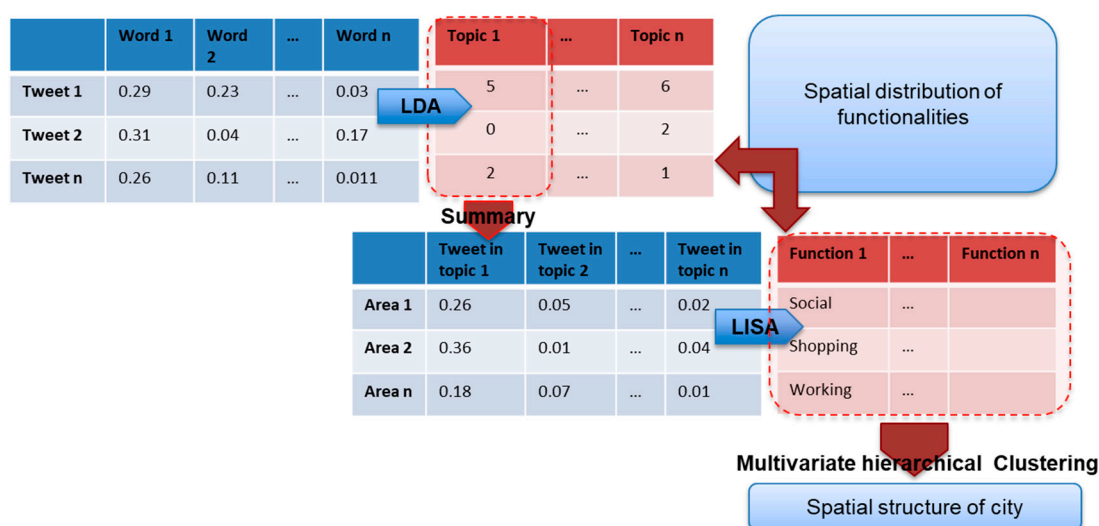 Word 1 Word 2 ... Word n
Tweet 1 0.29 0.23 ... 0.03
Tweet 2 0.31 0.04 ... 0.17
Tweet n 0.26 0.11 ... 0.011
LDA
Topic 1 ... Topic n
5 ... 6
0 ... 2
2 ... 1
Spatial distribution of
functionalities
Summary
Tweet in topic 1 Tweet in topic 2 ... Tweet in topic n
Area 1 0.26 0.05 ... 0.02
Area 2 0.36 0.01 ... 0.04
Area n 0.18 0.07 ... 0.01
LISA
Function 1 ... Function n
Social ...
Shopping ...
Working ...
Multivariate hierarchical Clustering
Spatial structure of city